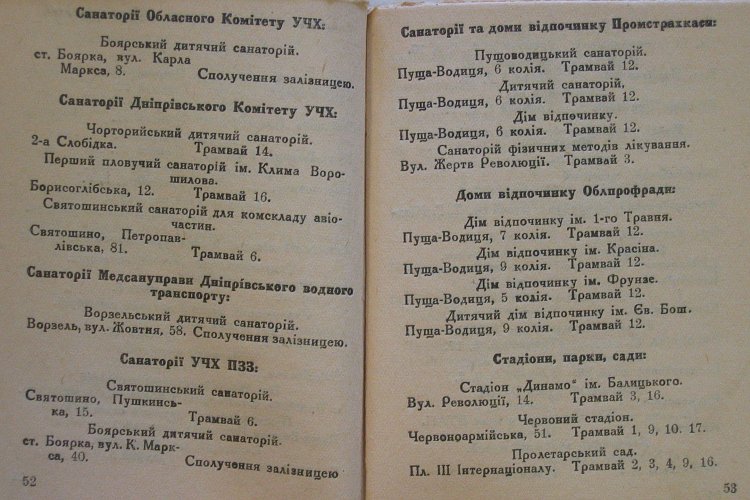 Санаторії Обласного Комітету УЧХ:
Боярський дитячий санаторій.
ст. Боярка, вул. Карла
Маркса, 8. Сполучення залізницею.
Санаторії Дніпрівського Комітету УЧХ:
Чорторийський дитячий санаторій.
2-а Слобідка. Трамвай 14.
Перший пловучий санаторій ім. Клима Воро-
шилова.
Борисоглібська, 12. Трамвай 16.
Святошинський санаторій для комскладу авіо-
частин.
Святошино, Петропав-
лівська, 81. Трамвай 6.
Санаторії Медсануправи Дніпрівського водного
транспорту:
Ворзельський дитячий санаторій.
Ворзель, вул. Жовтня, 58. Сполучення залізницею.
Санаторії УЧХ ПЗЗ:
Святошинський санаторій.
Святошино, Пушкинсь-
ка, 15. Трамвай 6.
Боярський дитячий санаторій.
ст. Боярка, вул. К. Марк-
са, 40. Сполучення залізницею
52
Санаторії та доми відпочинку Промстрахкаси:
Пущоводицький санаторій.
Пуща-Водиця, 6 колія. Трамвай 12.
Дитячий санаторій.
Пуща-Водиця, 6 колія. Трамвай 12.
Дім відпочинку.
Пуща-Водиця, 6 колія. Трамвай 12.
Санаторій фізичних методів лікування.
Вул. Жертв Революції. Трамвай 3.
Доми відпочинку Облпрофради:
Дім відпочинку ім. 1-го Травня.
Пуща-Водиця, 7 колія. Трамвай 12.
Дім відпочинку ім. Красіна.
Пуща-Водиця, 9 колія. Трамвай 12.
Дім відпочинку ім. Фрунзе.
Пуща-Водиця, 5 колія. Трамвай 12.
Дитячий дім відпочинку ім. Єв. Бош.
Пуща-Водиця, 9 колія. Трамвай 12.
Стадіони, парки, сади:
Стадіон „Динамо" ім. Балицького.
Вул. Революції, 14. Трамвай 3, 16.
Червоний стадіон.
Червоноармійська, 51. Трамвай 1, 9, 10. 17.
Пролетарський сад.
Пл. III Інтернаціоналу. Трамвай 2, 3, 4, 9, 16.
53